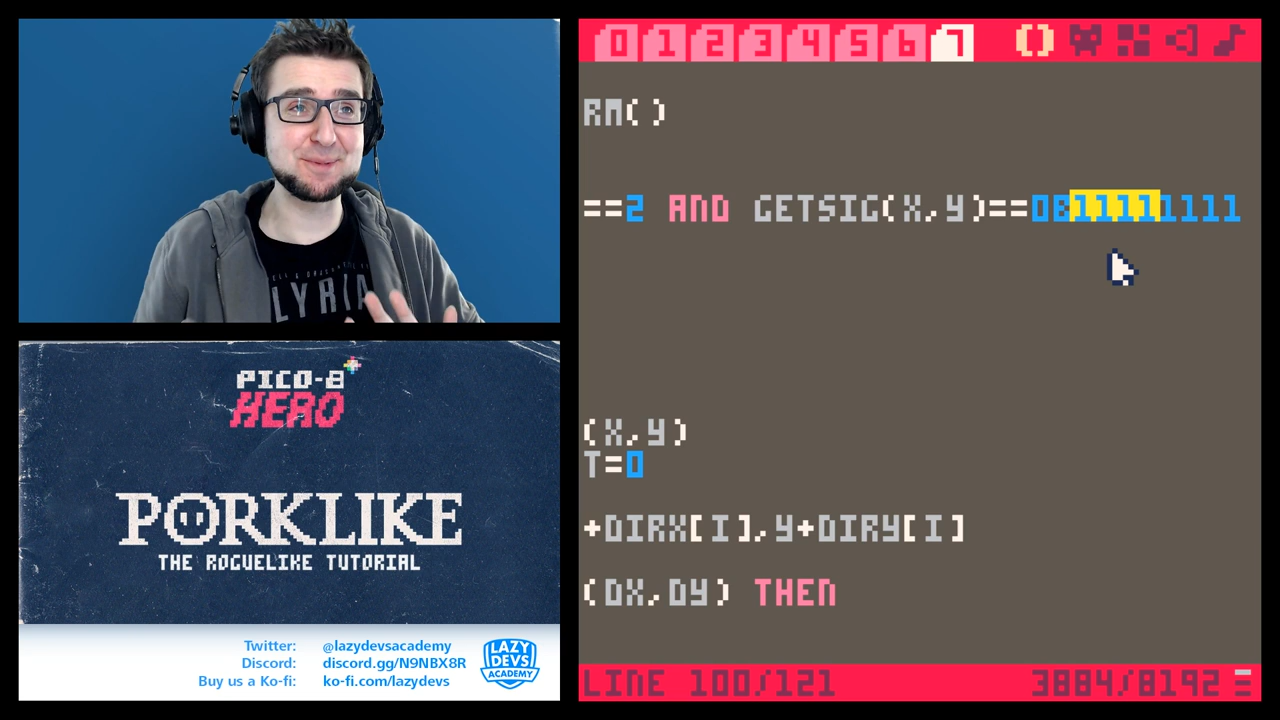 LYRIA
PICO-8
HERO
PORKLIKE
THE ROGUELIKE TUTORIAL
Twitter: @lazydevsacademy
Discord: discord.gg/N9NBX8R
Buy us a Ko-fi: ko-fi.com/lazydevs
LAZY
DEVS
ACADEMY
0 1 2 3 4 5 6 7 ()
RM()
==2 AND GETSIG(X,Y)==0B11111111
(X,Y)
T=0
+DIRX[I],Y+DIRY[I]
(DX,DY) THEN
LINE 100/121 3884/8192